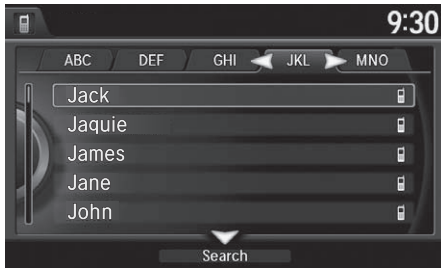 9:30
ABC DEF GHI JKL MNO
Jack
Jaquie
James
Jane
John
Search